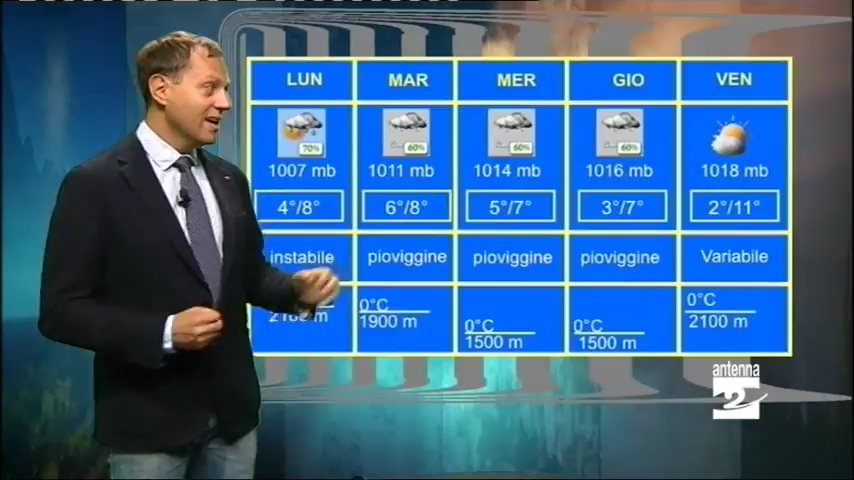 LUN MAR MER GIO VEN
70% 60% 60% 60%
1007 mb 1011 mb 1014 mb 1016 mb 1018 mb
4°/8° 6°/8° 5°/7° 3°/7° 2°/11°
instabile pioviggine pioviggine pioviggine Variabile
0°C 0°C 0°C 0°C
1900 m 1500 m 1500 m 2100 m
antenna
2